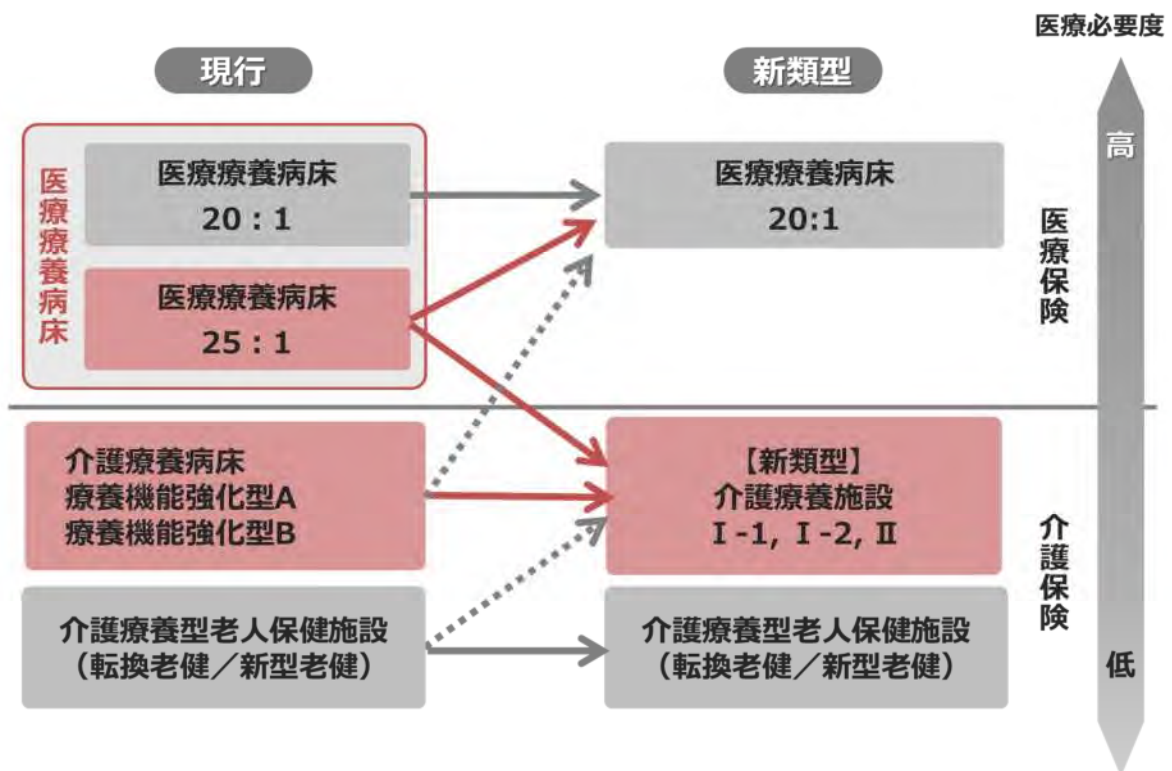 医療必要度
現行
新類型
高
医療療養病床
医療療養病床
20：1
医療療養病床
20:1
医療療養病床
25：1
医療保険
介護療養病床
療養機能強化型A
療養機能強化型B
【新類型】
介護療養施設
Ⅰ-1, Ⅰ-2, Ⅱ
介護保険
介護療養型老人保健施設
（転換老健／新型老健）
介護療養型老人保健施設
（転換老健／新型老健）
低